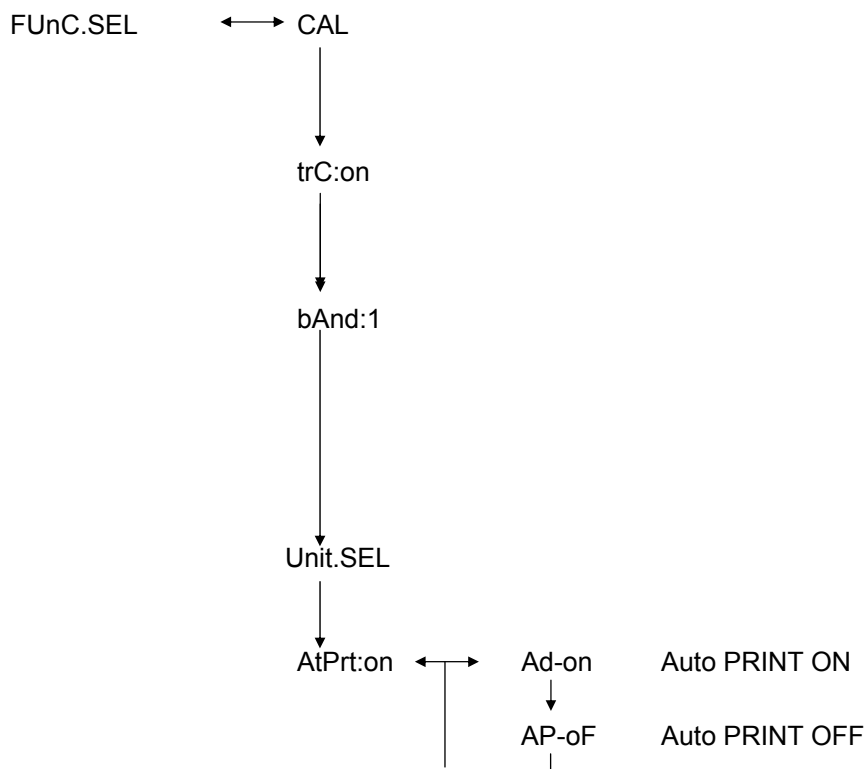 FUnC.SEL CAL
trC:on
bAnd:1
Unit.SEL
AtPrt:on Ad-on Auto PRINT ON
AP-oF Auto PRINT OFF